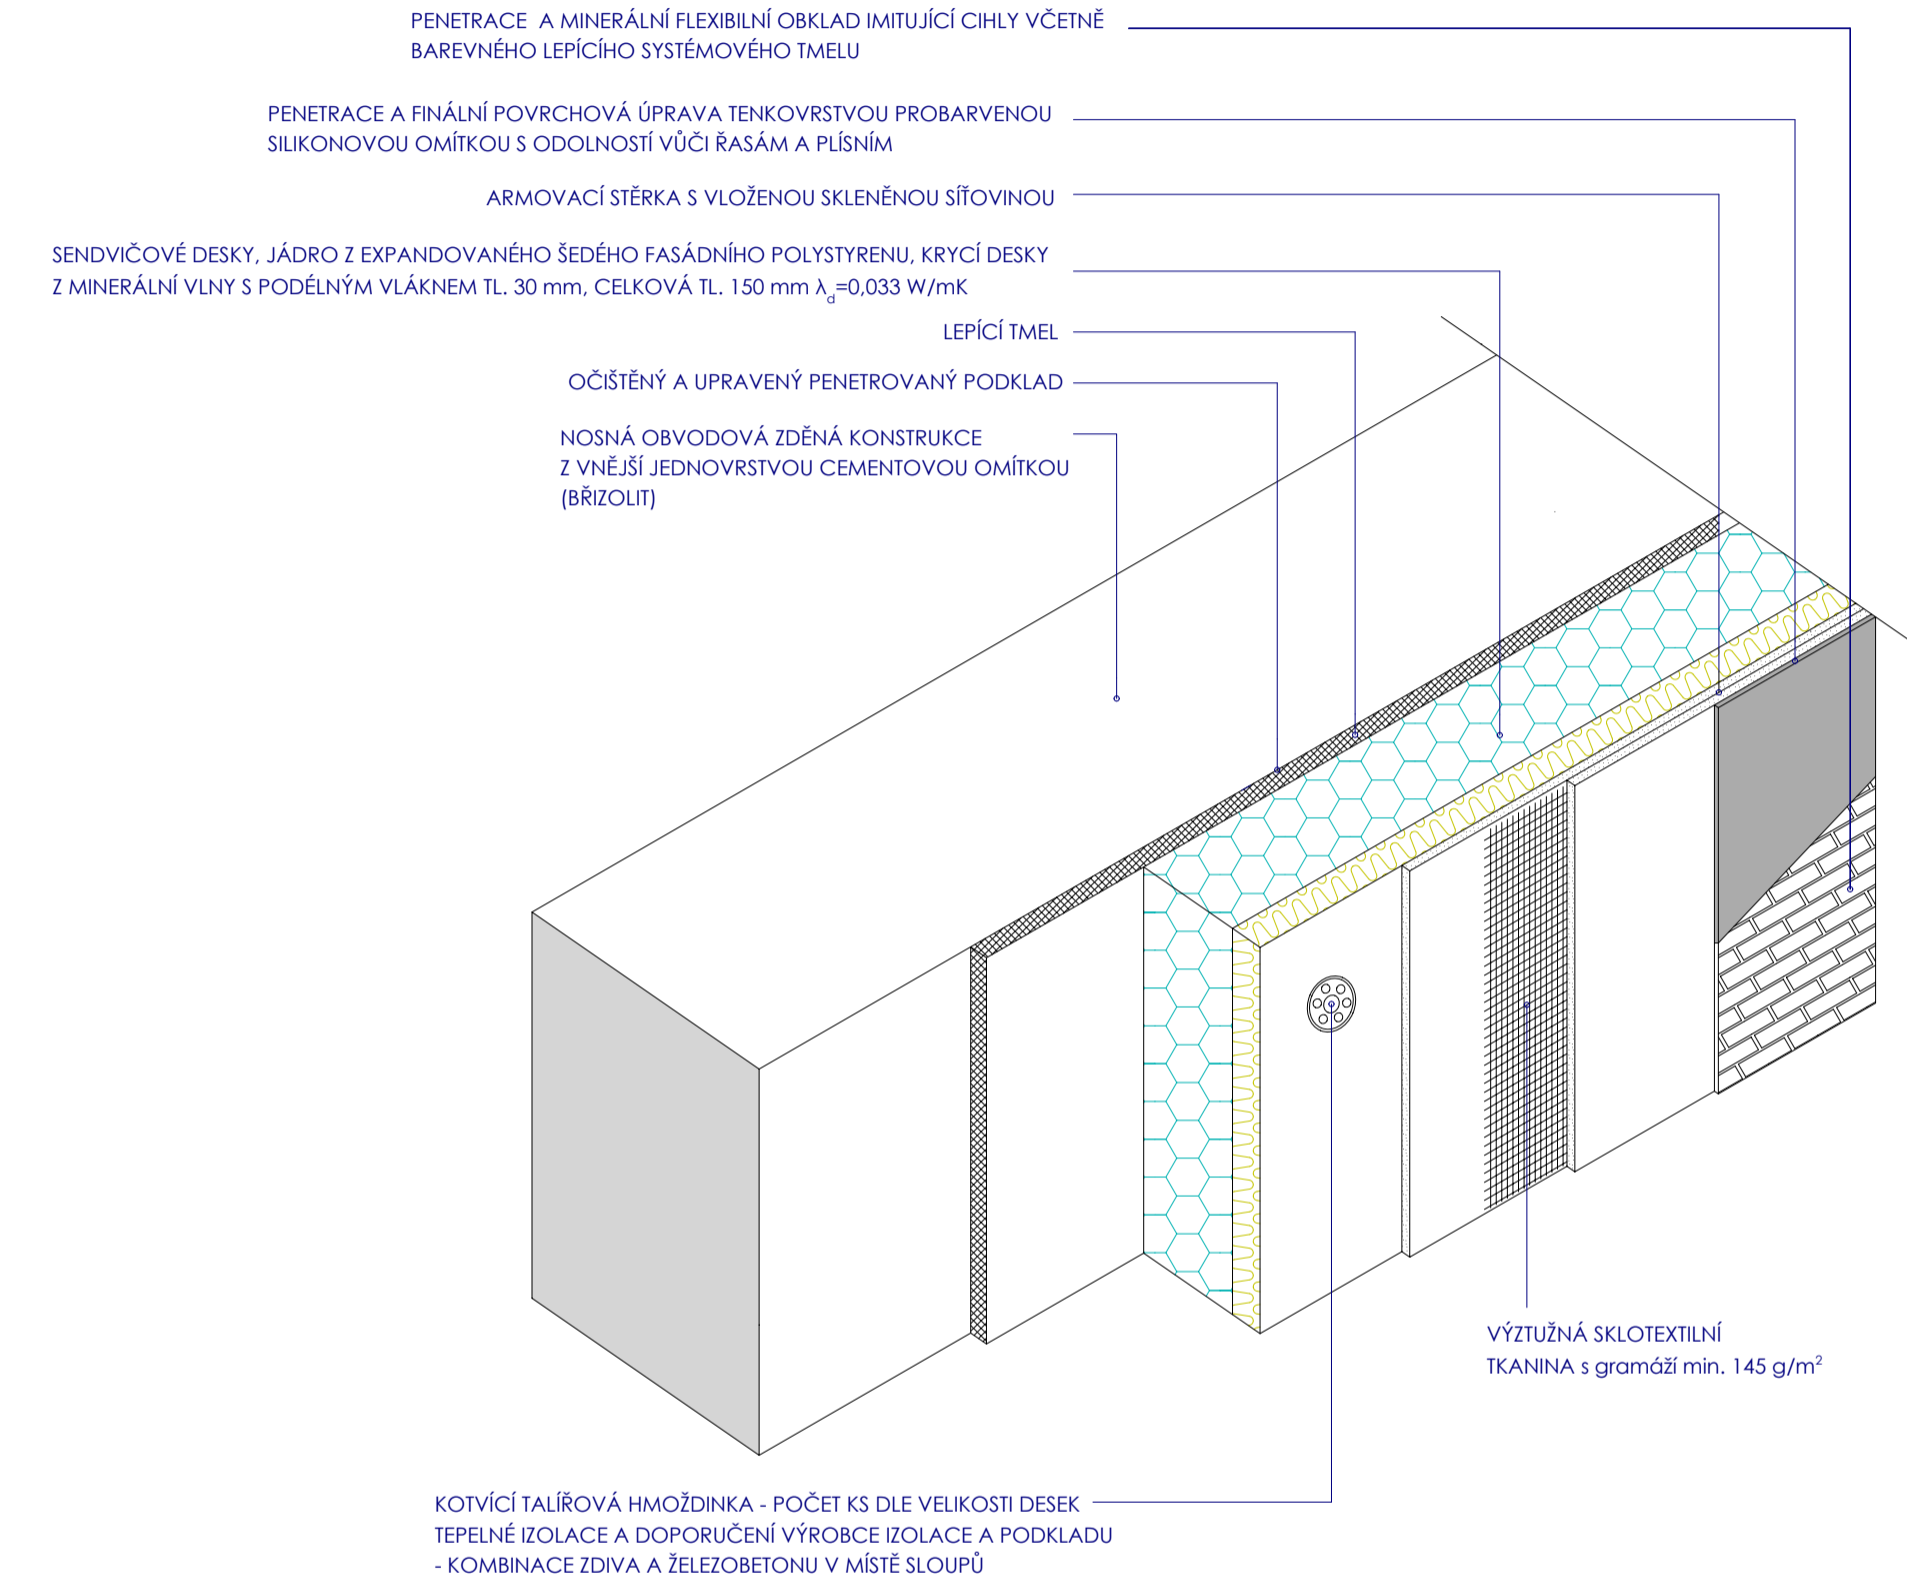 PENETRACE A MINERÁLNÍ FLEXIBILNÍ OBKLAD IMITUJÍCÍ CIHLY VČETNĚ
BAREVNÉHO LEPÍCÍHO SYSTÉMOVÉHO TMELU
PENETRACE A FINÁLNÍ POVRCHOVÁ ÚPRAVA TENKOVRSTVOU PROBARVENOU
SILIKONOVOU OMÍTKOU S ODOLNOSTÍ VŮČI ŘASÁM A PLÍSNÍM
ARMOVACÍ STĚRKA S VLOŽENOU SKLENĚNOU SÍŤOVINOU
SENDVIČOVÉ DESKY, JÁDRO Z EXPANDOVANÉHO ŠEDÉHO FASÁDNÍHO POLYSTYRENU, KRYCÍ DESKY
Z MINERÁLNÍ VLNY S PODÉLNÝM VLÁKNEM TL. 30 mm, CELKOVÁ TL. 150 mm λd=0,033 W/mK
LEPÍCÍ TMEL
OČIŠTĚNÝ A UPRAVENÝ PENETROVANÝ PODKLAD
NOSNÁ OBVODOVÁ ZDĚNÁ KONSTRUKCE
Z VNĚJŠÍ JEDNOVRSTVOU CEMENTOVOU OMÍTKOU
(BŘIZOLIT)
VÝZTUŽNÁ SKLOTEXTILNÍ
TKANINA s gramáží min. 145 g/m²
KOTVÍCÍ TALÍŘOVÁ HMOŽDINKA - POČET KS DLE VELIKOSTI DESEK
TEPELNÉ IZOLACE A DOPORUČENÍ VÝROBCE IZOLACE A PODKLADU
- KOMBINACE ZDIVA A ŽELEZOBETONU V MÍSTĚ SLOUPŮ